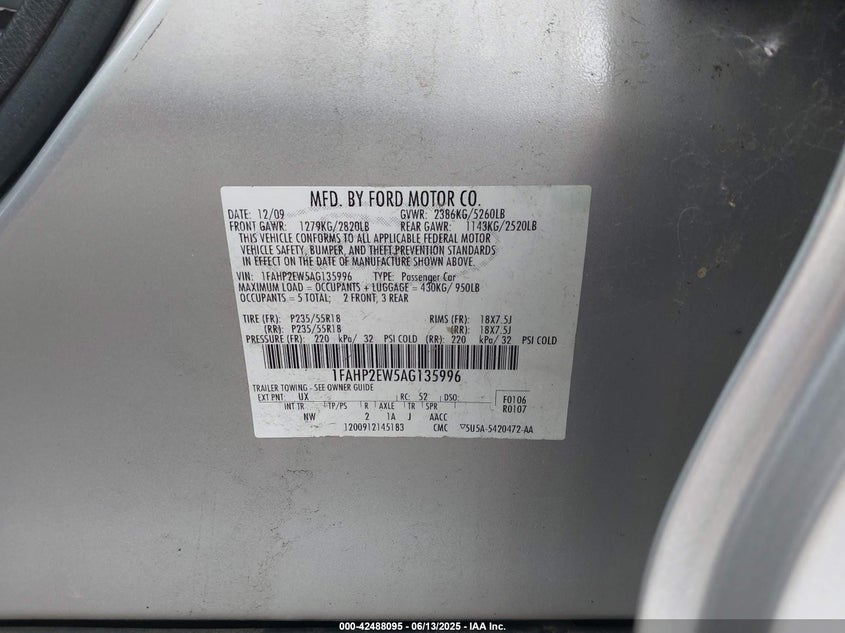 MFD. BY FORD MOTOR CO.
DATE: 12/09 GVWR: 2386KG/5260LB
FRONT GAWR: 1279KG/2820LB REAR GAWR: 1143KG/2520LB
THIS VEHICLE CONFORMS TO ALL APPLICABLE FEDERAL MOTOR
VEHICLE SAFETY, BUMPER, AND THEFT PREVENTION STANDARDS
IN EFFECT ON THE DATE OF MANUFACTURE SHOWN ABOVE.
VIN: 1FAHP2EW5AG135996 TYPE: Passenger Car
MAXIMUM LOAD = OCCUPANTS + LUGGAGE = 430KG/ 950LB
OCCUPANTS = 5 TOTAL; 2 FRONT, 3 REAR
TIRE (FR): P235/55R18 RIMS (FR): 18X7.5J
(RR): P235/55R18 (RR): 18X7.5J
PRESSURE (FR): 220 kPa/ 32 PSI COLD (RR): 220 kPa/ 32 PSI COLD
1FAHP2EW5AG135996
TRAILER TOWING - SEE OWNER GUIDE
EXT PNT: UX RC: 52 DSO: F0106
INT TR TP/PS R AXLE TR SPR R0107
NW 2 1A J AACC
1200912145183 CMC ▽5U5A-5420472-AA
000-42488095 - 06/13/2025 - IAA Inc.